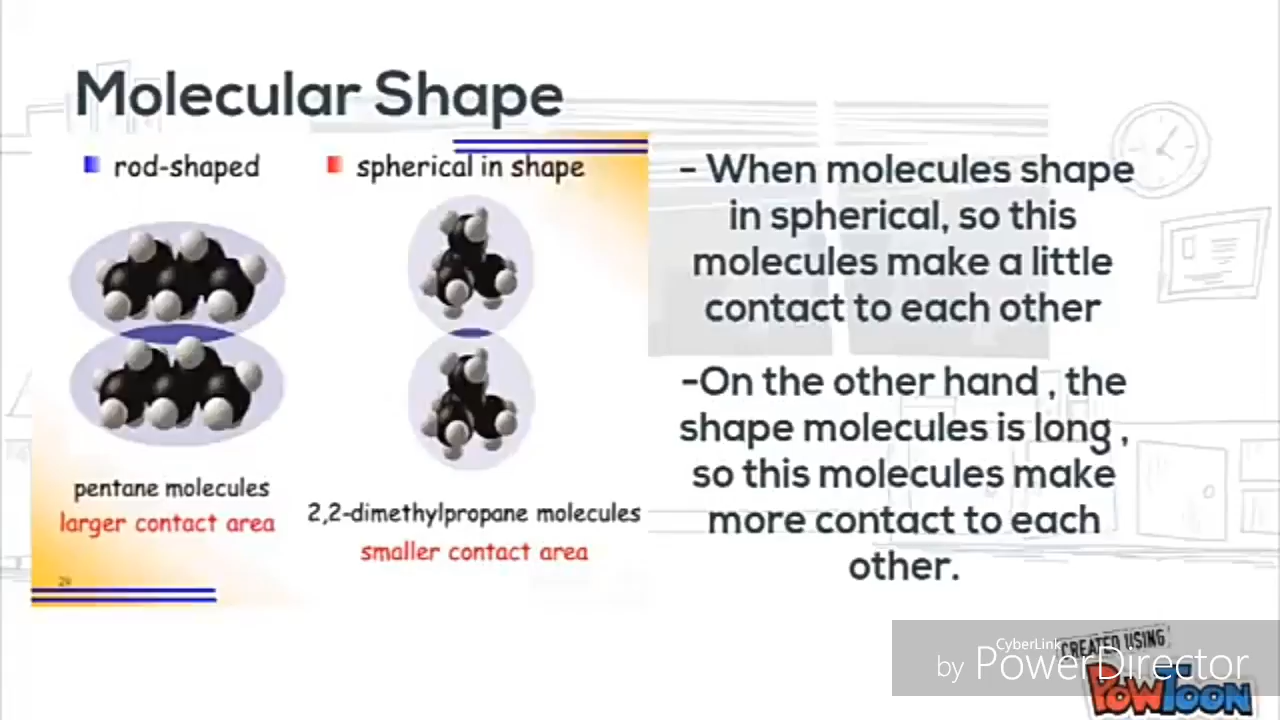 Molecular Shape
rod-shaped
spherical in shape
pentane molecules
larger contact area
2,2-dimethylpropane molecules
smaller contact area
- When molecules shape
in spherical, so this
molecules make a little
contact to each other
-On the other hand , the
shape molecules is long ,
so this molecules make
more contact to each
other.
CREATED USING
POWTOON
CyberLink
by PowerDirector